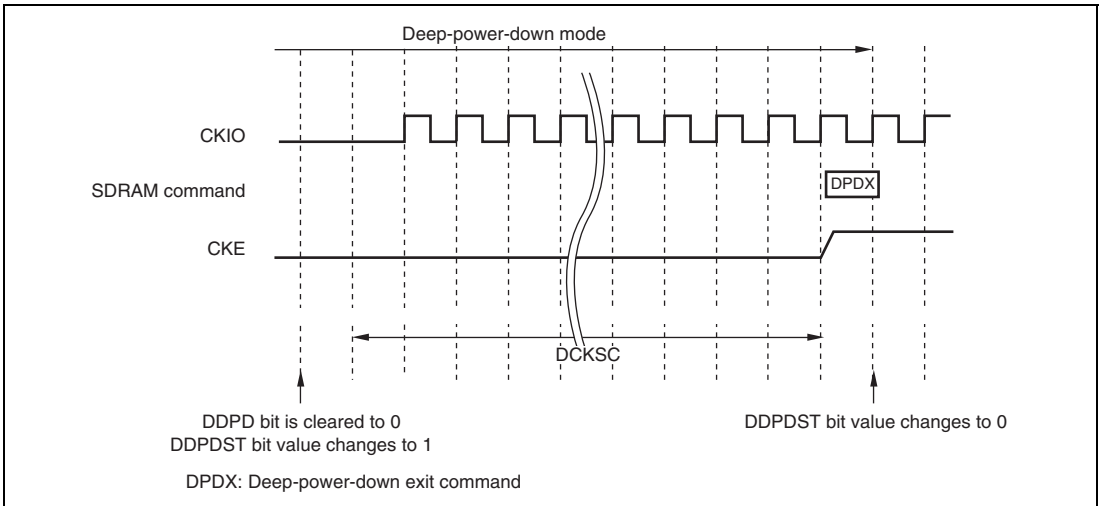 Deep-power-down mode
CKIO
SDRAM command
DPDX
CKE
DCKSC
DDPD bit is cleared to 0
DDPDST bit value changes to 1
DDPDST bit value changes to 0
DPDX: Deep-power-down exit command